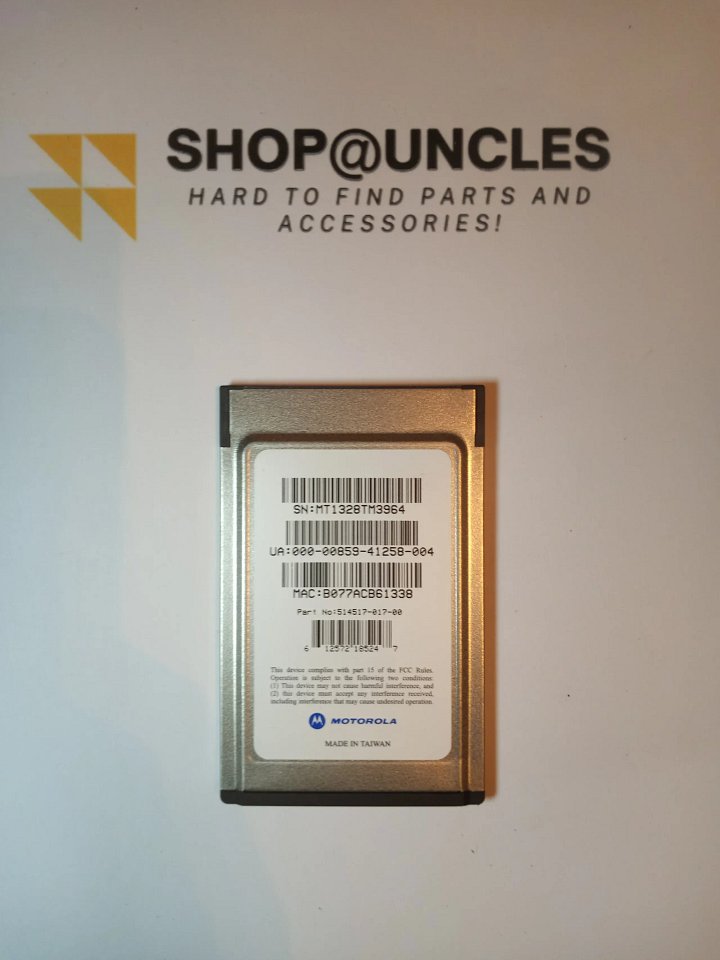 SHOP@UNCLES
HARD TO FIND PARTS AND
ACCESSORIES!
SN:MT1328TM3964
UA:000-00859-41258-004
MAC:B077ACB61338
Part No:514517-017-00
6 12572 18524 7
This device complies with part 15 of the FCC Rules.
Operation is subject to the following two conditions:
(1) This device may not cause harmful interference, and
(2) this device must accept any interference received,
including interference that may cause undesired operation.
MOTOROLA
MADE IN TAIWAN